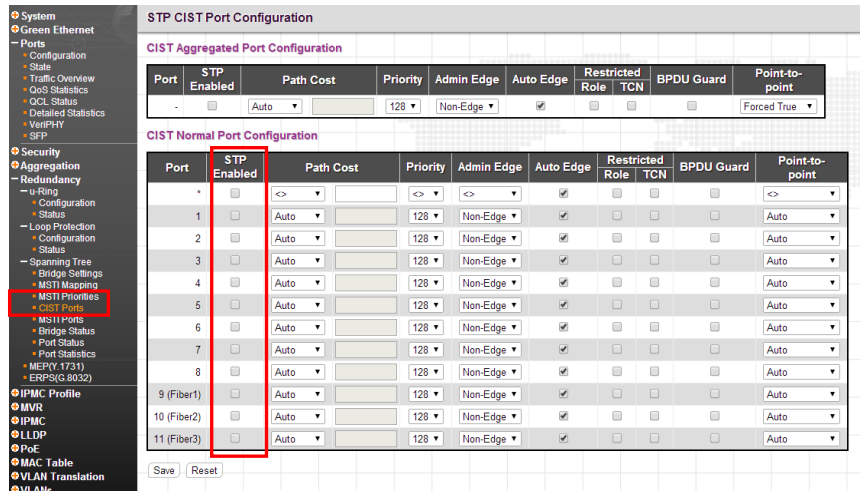 System
Green Ethernet
Ports
Configuration
State
Traffic Overview
QoS Statistics
QCL Status
Detailed Statistics
VeriPHY
SFP
Security
Aggregation
Redundancy
u-Ring
Configuration
Status
Loop Protection
Configuration
Status
Spanning Tree
Bridge Settings
MSTI Mapping
MSTI Priorities
CIST Ports
MSTI Ports
Bridge Status
Port Status
Port Statistics
MEP(Y.1731)
ERPS(G.8032)
IPMC Profile
MVR
IPMC
LLDP
PoE
MAC Table
VLAN Translation
VLANs
STP CIST Port Configuration
CIST Aggregated Port Configuration
Port STP Enabled Path Cost Priority Admin Edge Auto Edge Restricted Role TCN BPDU Guard Point-to-point
- Auto 128 Non-Edge Forced True
CIST Normal Port Configuration
Port STP Enabled Path Cost Priority Admin Edge Auto Edge Restricted Role TCN BPDU Guard Point-to-point
* <> <> <> <>
1 Auto 128 Non-Edge Auto
2 Auto 128 Non-Edge Auto
3 Auto 128 Non-Edge Auto
4 Auto 128 Non-Edge Auto
5 Auto 128 Non-Edge Auto
6 Auto 128 Non-Edge Auto
7 Auto 128 Non-Edge Auto
8 Auto 128 Non-Edge Auto
9 (Fiber1) Auto 128 Non-Edge Auto
10 (Fiber2) Auto 128 Non-Edge Auto
11 (Fiber3) Auto 128 Non-Edge Auto
Save Reset